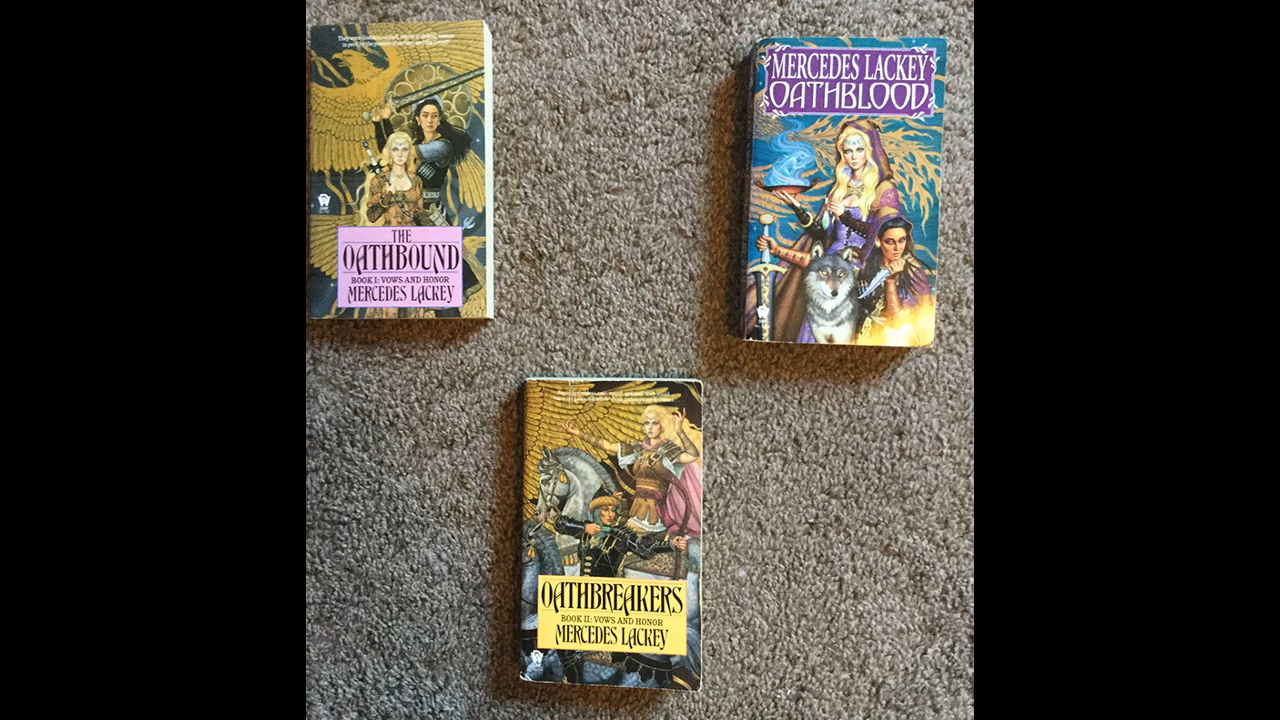 THE
OATHBOUND
BOOK I: VOWS AND HONOR
MERCEDES LACKEY
MERCEDES LACKEY
OATHBLOOD
OATHBREAKERS
BOOK II: VOWS AND HONOR
MERCEDES LACKEY